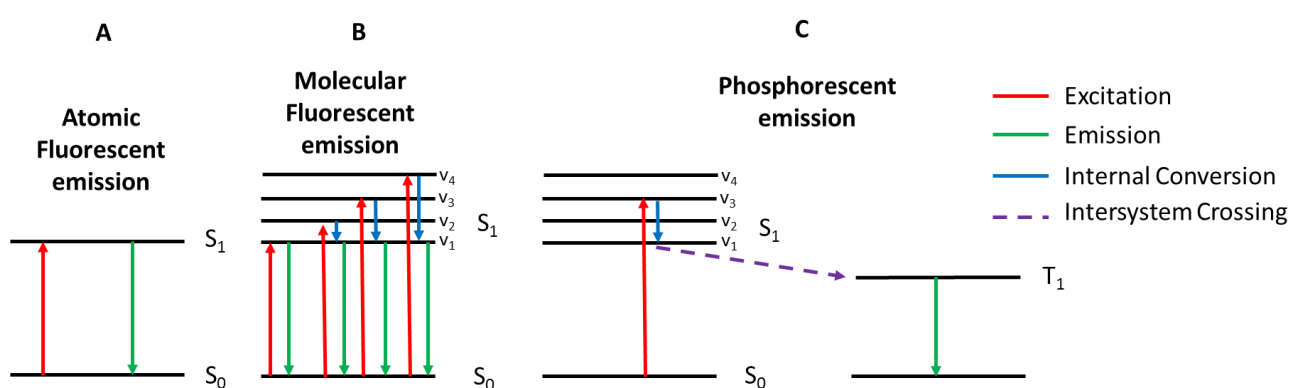 A
Atomic
Fluorescent
emission
S₁
S₀
B
Molecular
Fluorescent
emission
v₄
v₃
v₂
v₁
S₁
S₀
C
Phosphorescent
emission
v₄
v₃
v₂
v₁
S₁
S₀
T₁
Excitation
Emission
Internal Conversion
Intersystem Crossing